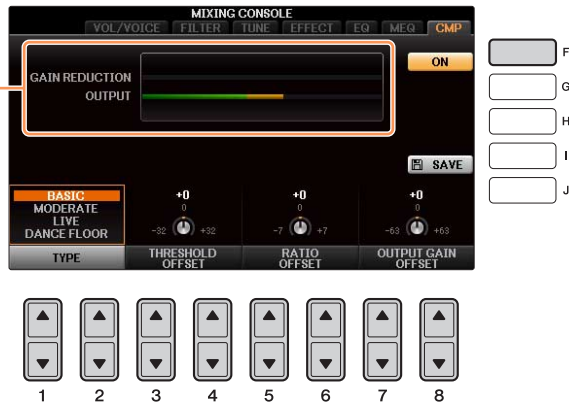 MIXING CONSOLE
VOL/VOICE FILTER TUNE EFFECT EQ MEQ CMP
GAIN REDUCTION
OUTPUT
ON
SAVE
BASIC
MODERATE
LIVE
DANCE FLOOR
+0 +0 +0
0 0 0
-32 +32 -7 +7 -63 +63
TYPE
THRESHOLD OFFSET
RATIO OFFSET
OUTPUT GAIN OFFSET
F
G
H
I
J
1 2 3 4 5 6 7 8